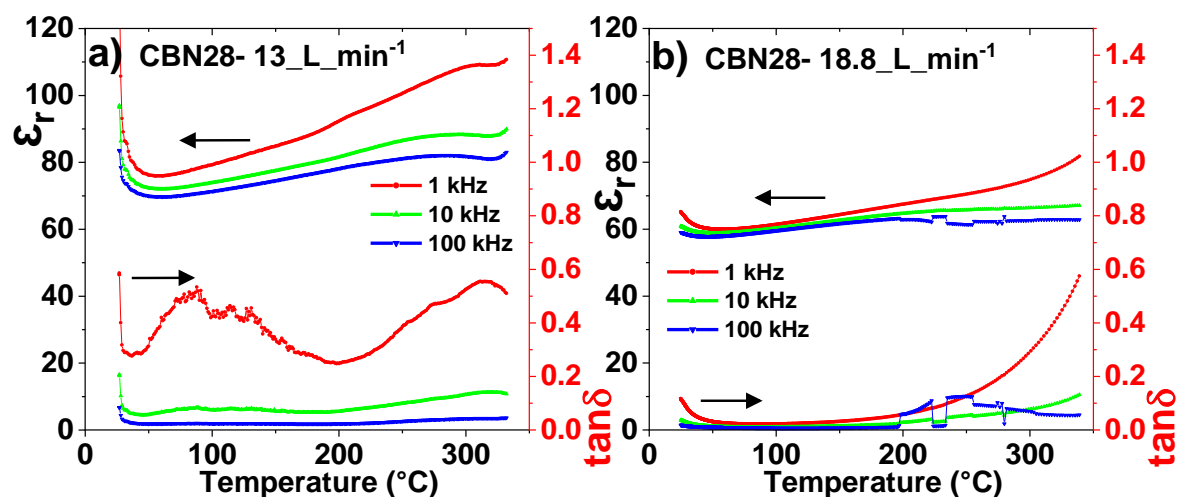 a) CBN28- 13_L_min-1
120
100
80
60
40
20
0
εr
1.4
1.2
1.0
0.8
0.6
0.4
0.2
0.0
tanδ
1 kHz
10 kHz
100 kHz
0
100
200
300
Temperature (°C)
b) CBN28- 18.8_L_min-1
120
100
80
60
40
20
0
εr
1.4
1.2
1.0
0.8
0.6
0.4
0.2
0.0
tanδ
1 kHz
10 kHz
100 kHz
0
100
200
300
Temperature (°C)